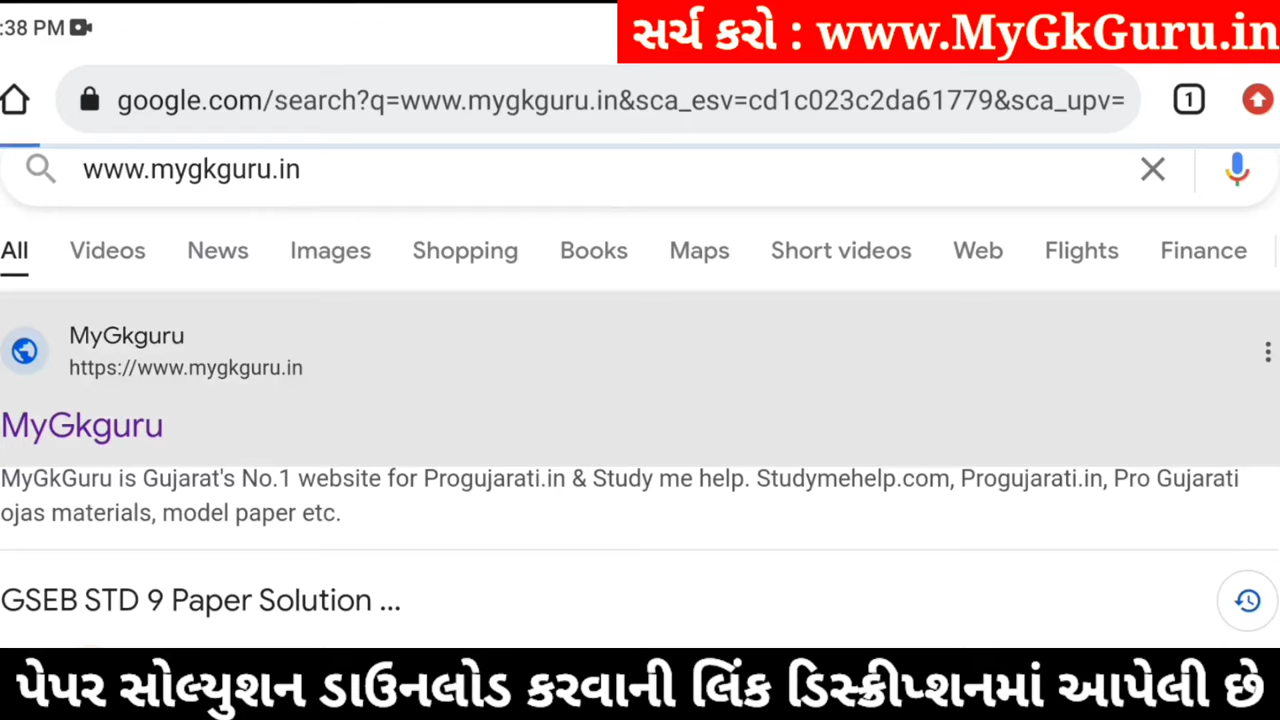 :38 PM
સર્ચ કરો : www.MyGkGuru.in
google.com/search?q=www.mygkguru.in&sca_esv=cd1c023c2da61779&sca_upv=
1
www.mygkguru.in
All Videos News Images Shopping Books Maps Short videos Web Flights Finance
MyGkguru
https://www.mygkguru.in
MyGkguru
MyGkGuru is Gujarat's No.1 website for Progujarati.in & Study me help. Studymehelp.com, Progujarati.in, Pro Gujarati
ojas materials, model paper etc.
GSEB STD 9 Paper Solution ...
પેપર સોલ્યુશન ડાઉનલોડ કરવાની લિંક ડિસ્ક્રીપ્શનમાં આપેલી છે